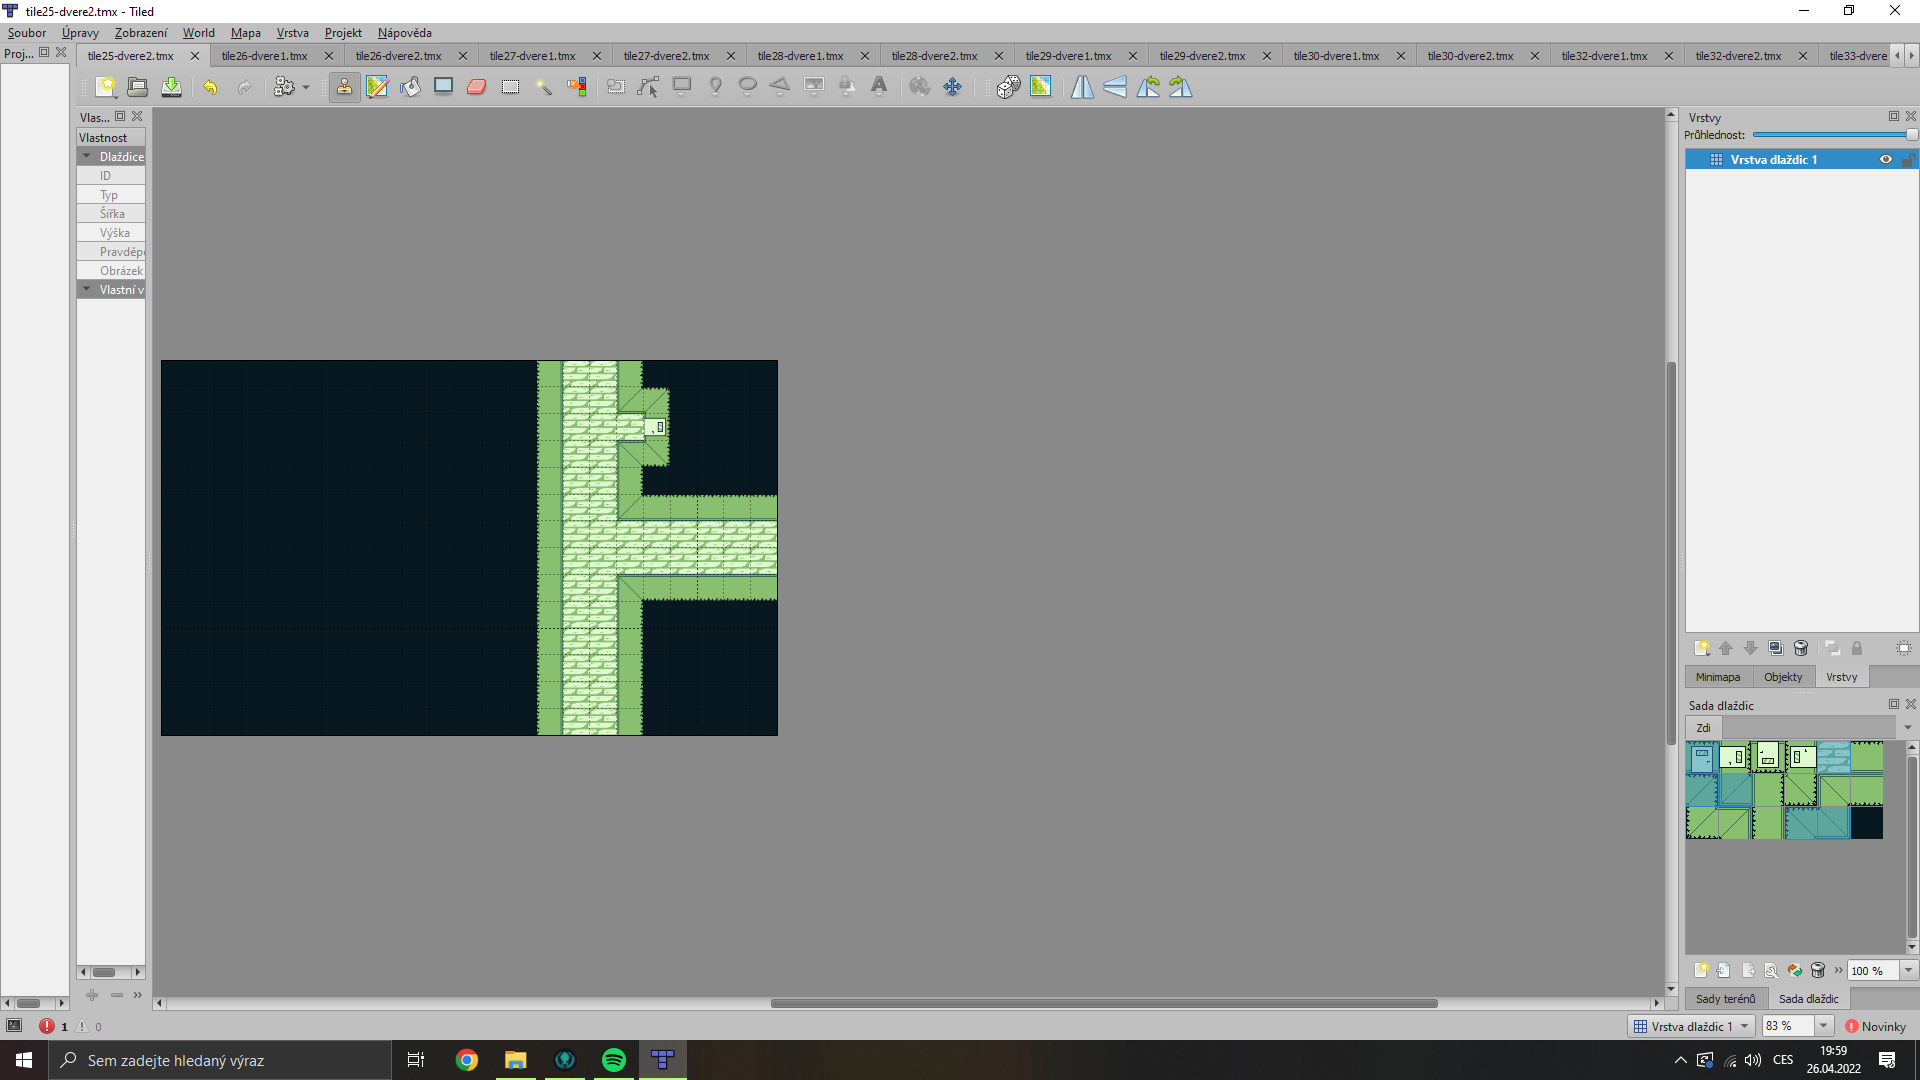 tile25-dvere2.tmx - Tiled
Soubor Úpravy Zobrazení World Mapa Vrstva Projekt Nápověda
Proj... tile25-dvere2.tmx tile26-dvere1.tmx tile26-dvere2.tmx tile27-dvere1.tmx tile27-dvere2.tmx tile28-dvere1.tmx tile28-dvere2.tmx tile29-dvere1.tmx tile29-dvere2.tmx tile30-dvere1.tmx tile30-dvere2.tmx tile32-dvere1.tmx tile32-dvere2.tmx tile33-dvere
Vlas...
Vlastnost
Dlaždice
ID
Typ
Šířka
Výška
Pravděpo
Obrázek
Vlastní v
Vrstvy
Průhlednost:
Vrstva dlaždic 1
Minimapa Objekty Vrstvy
Sada dlaždic
Zdi
100 %
Sady terénů Sada dlaždic
1 0
Vrstva dlaždic 1 83 % Novinky
Sem zadejte hledaný výraz
CES
19:59
26.04.2022